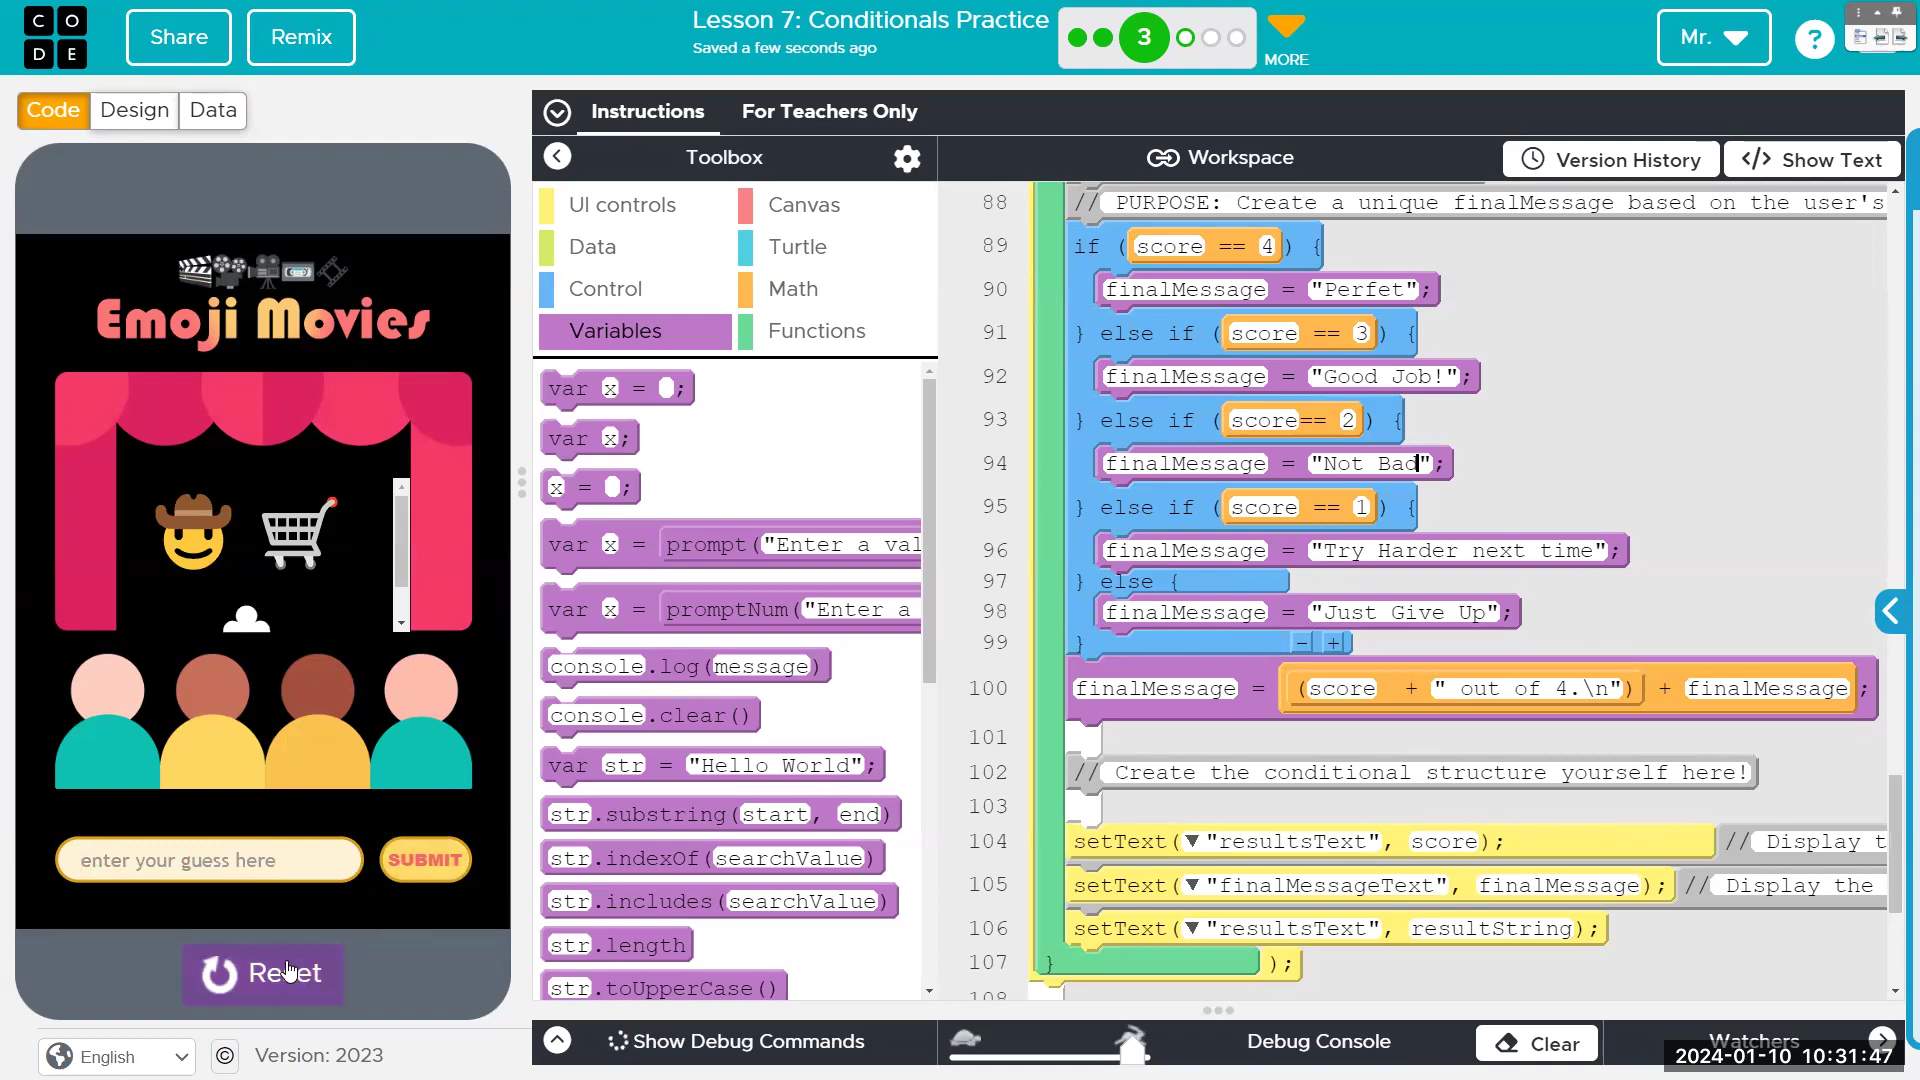 C O
D E
Share
Remix
Lesson 7: Conditionals Practice
Saved a few seconds ago
3
MORE
Mr.
?
Code
Design
Data
Instructions
For Teachers Only
Toolbox
Workspace
Version History
</> Show Text
UI controls
Canvas
Data
Turtle
Control
Math
Variables
Functions
var x = ;
var x;
x = ;
var x = prompt("Enter a val
var x = promptNum("Enter a
console.log(message)
console.clear()
var str = "Hello World";
str.substring(start, end)
str.indexOf(searchValue)
str.includes(searchValue)
str.length
str.toUpperCase()
88 // PURPOSE: Create a unique finalMessage based on the user's
89 if (score == 4) {
90 finalMessage = "Perfet";
91 } else if (score == 3) {
92 finalMessage = "Good Job!";
93 } else if (score== 2) {
94 finalMessage = "Not Bad";
95 } else if (score == 1) {
96 finalMessage = "Try Harder next time";
97 } else {
98 finalMessage = "Just Give Up";
99 } - +
100 finalMessage = (score + " out of 4.\n") + finalMessage;
101
102 // Create the conditional structure yourself here!
103
104 setText(▼"resultsText", score); // Display t
105 setText(▼"finalMessageText", finalMessage); // Display the
106 setText(▼"resultsText", resultString);
107 } );
108
Emoji Movies
enter your guess here
SUBMIT
Reset
English
©
Version: 2023
Show Debug Commands
Debug Console
Clear
Watchers
2024-01-10 10:31:47